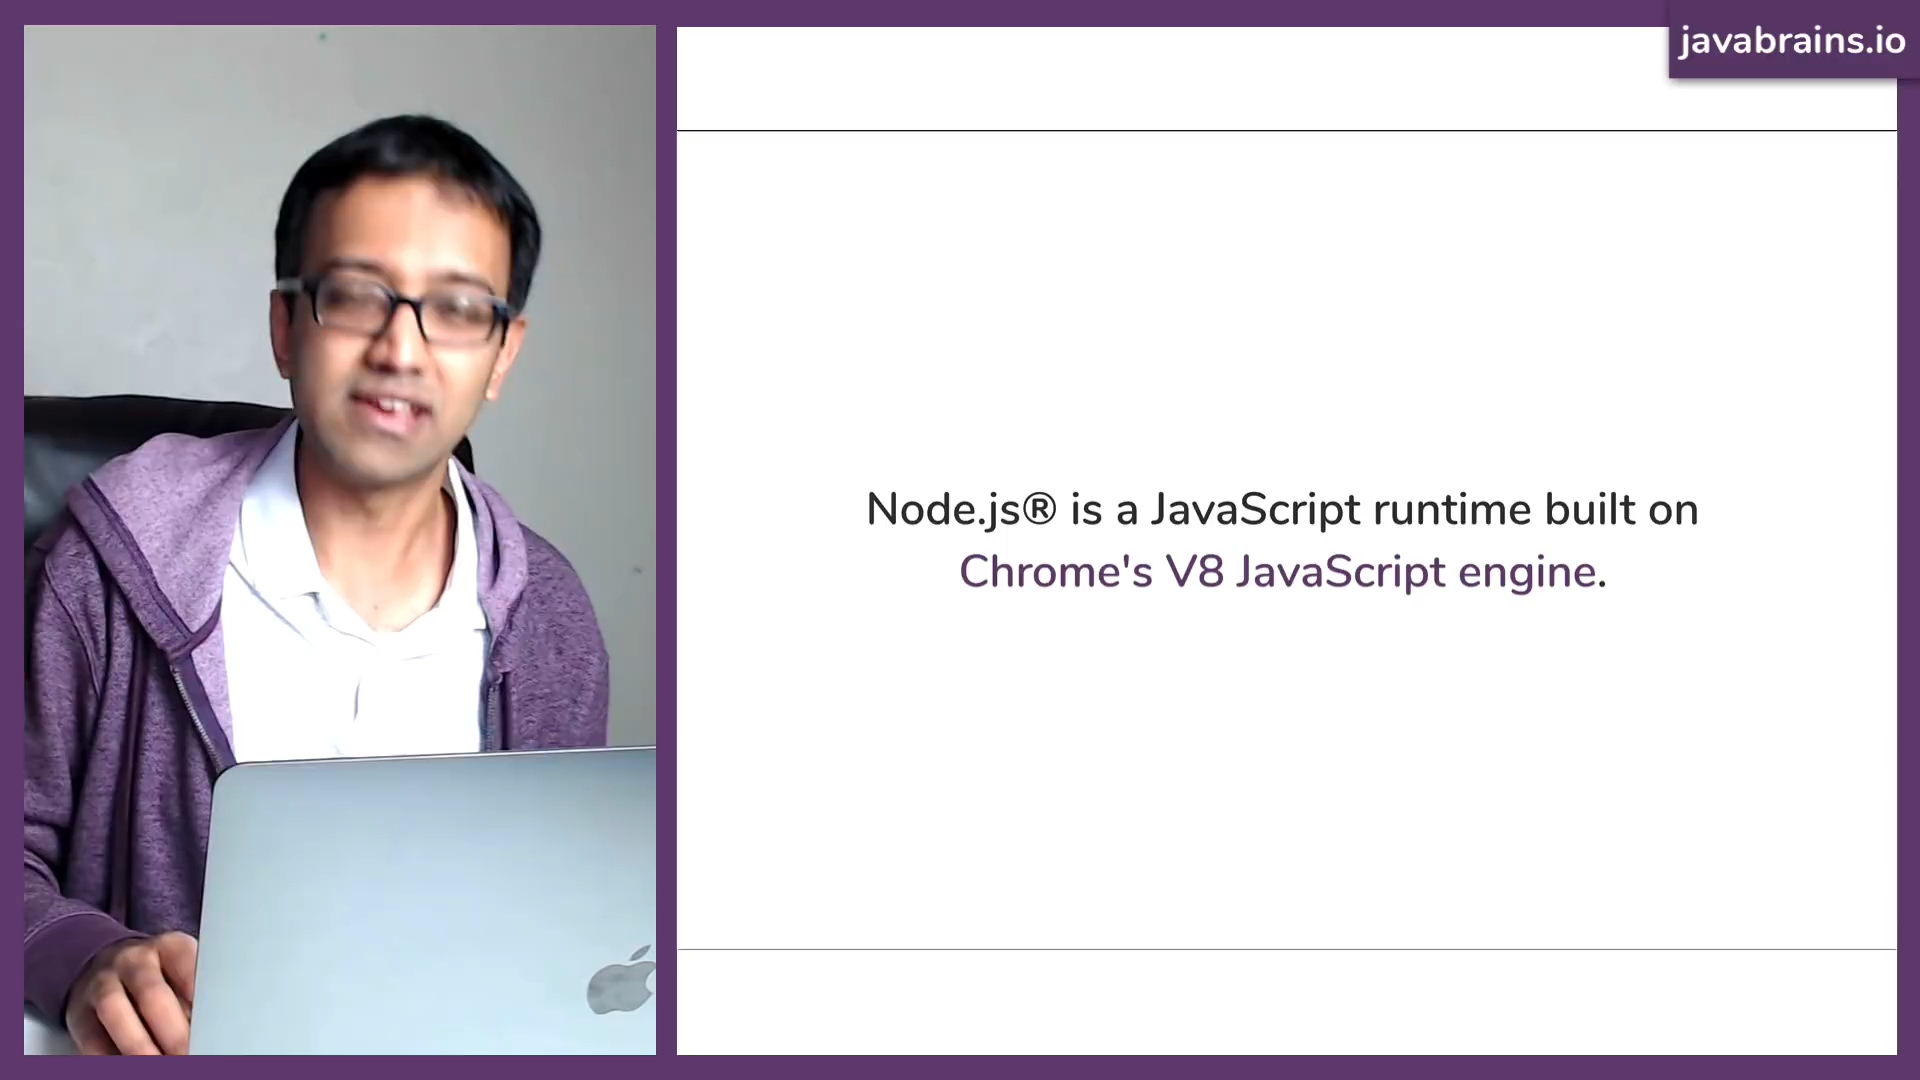 javabrains.io
Node.js® is a JavaScript runtime built on
Chrome's V8 JavaScript engine.